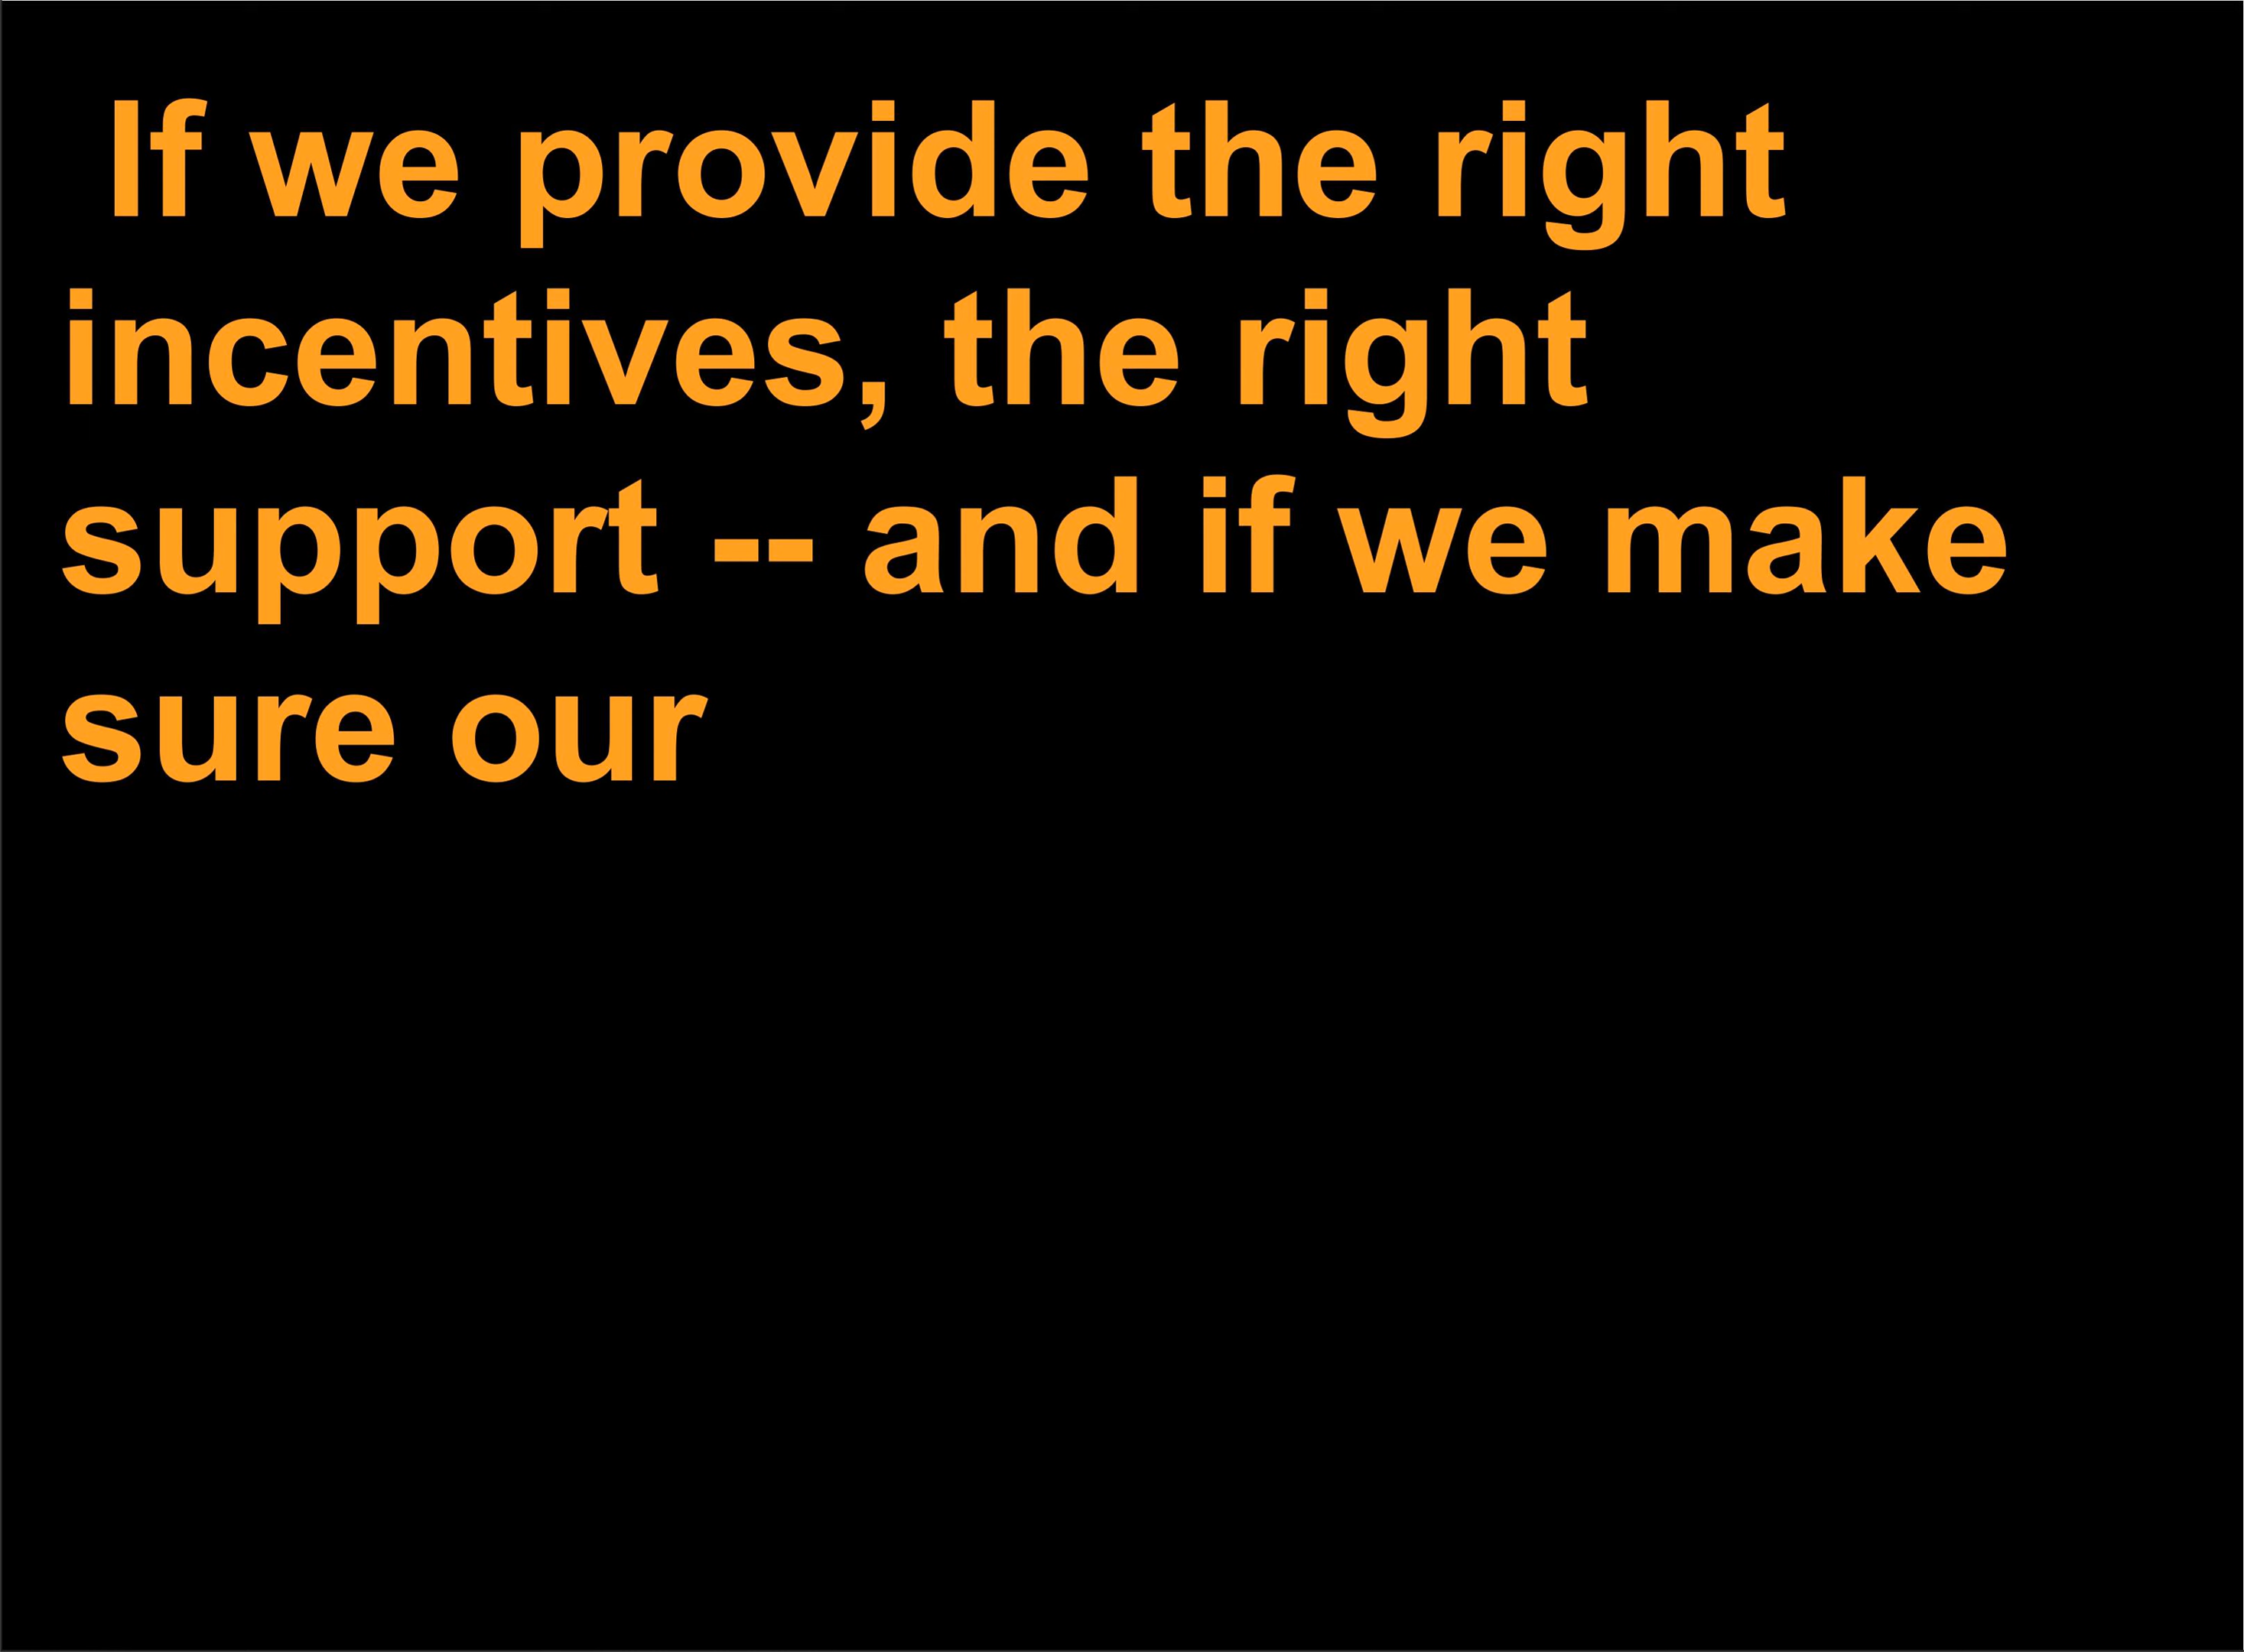 If we provide the right
incentives, the right
support -- and if we make
sure our